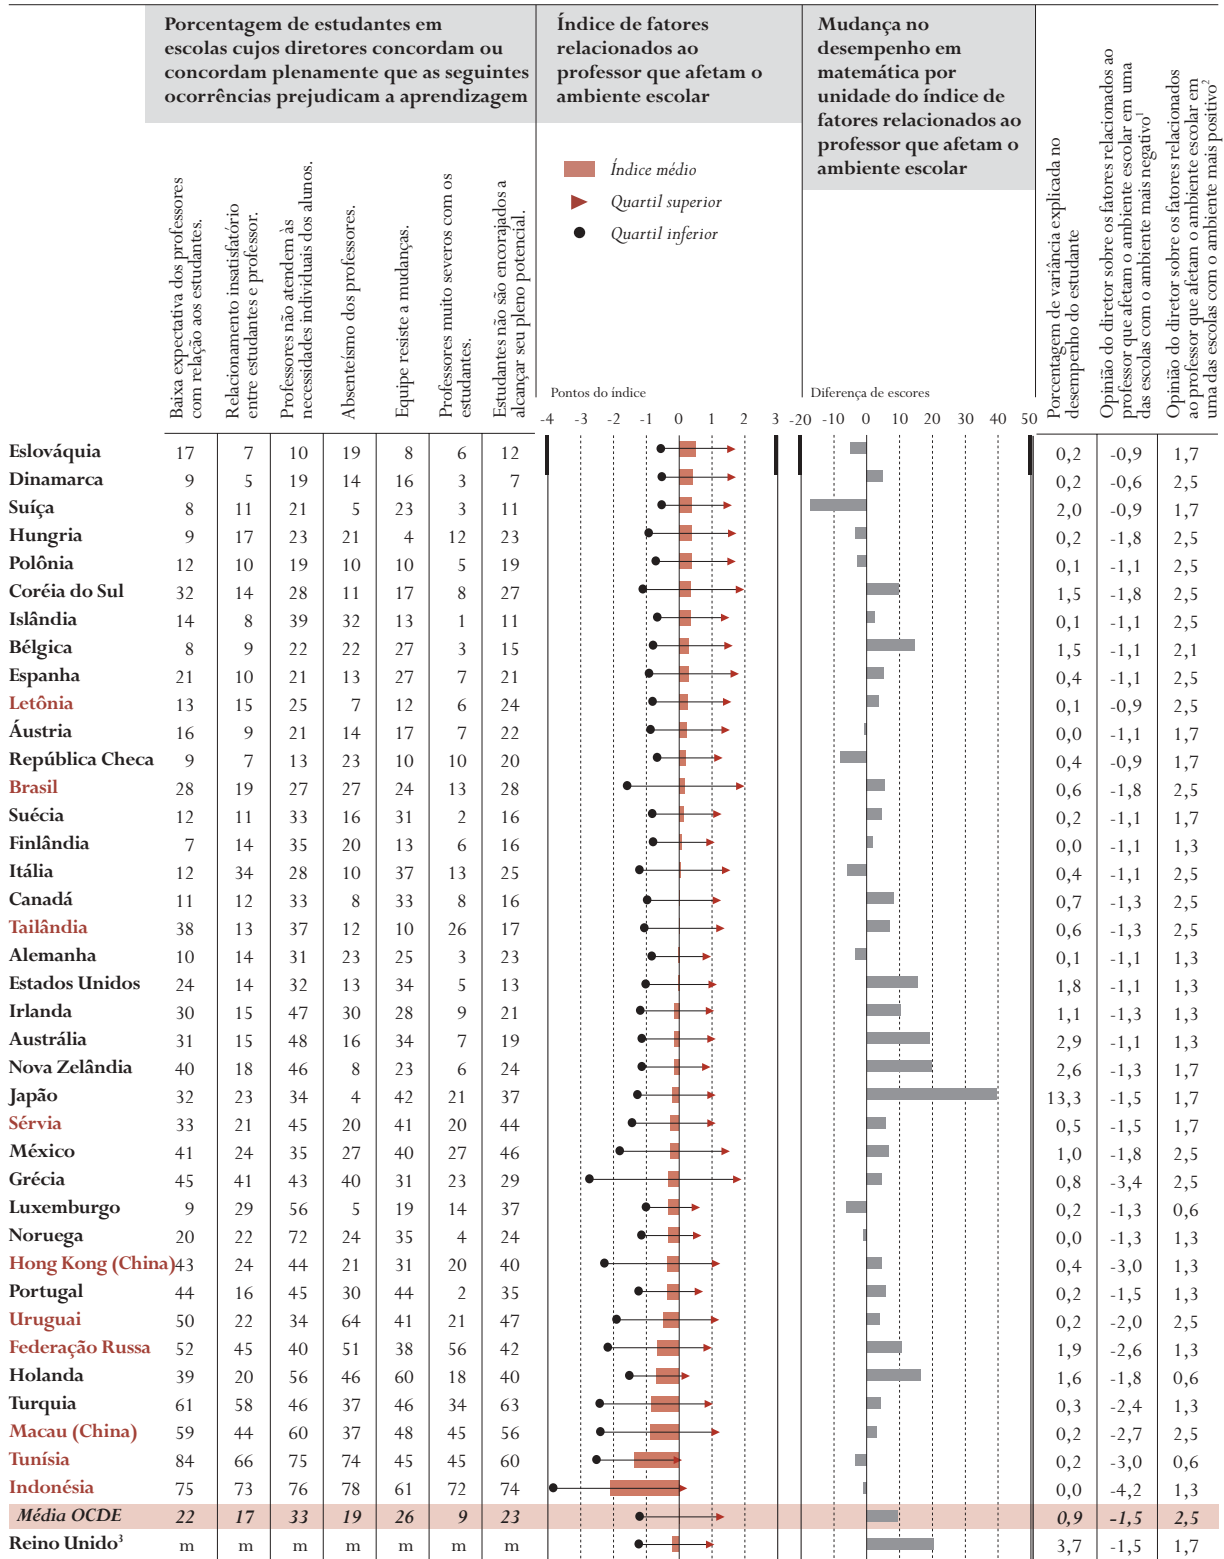 Porcentagem de estudantes em
escolas cujos diretores concordam ou
concordam plenamente que as seguintes
ocorrências prejudicam a aprendizagem
Índice de fatores
relacionados ao
professor que afetam o
ambiente escolar
Mudança no
desempenho em
matemática por
unidade do índice de
fatores relacionados ao
professor que afetam o
ambiente escolar
Índice médio
Quartil superior
Quartil inferior
Baixa expectativa dos professores
com relação aos estudantes.
Relacionamento insatisfatório
entre estudantes e professor.
Professores não atendem às
necessidades individuais dos alunos.
Absenteísmo dos professores.
Equipe resiste a mudanças.
Professores muito severos com os
estudantes.
Estudantes não são encorajados a
alcançar seu pleno potencial.
Porcentagem de variância explicada no
desempenho do estudante
Opinião do diretor sobre os fatores relacionados ao
professor que afetam o ambiente escolar em uma
das escolas com o ambiente mais negativo1
Opinião do diretor sobre os fatores relacionados
ao professor que afetam o ambiente escolar em
uma das escolas com o ambiente mais positivo2
Pontos do índice
Diferença de escores
-4 -3 -2 -1 0 1 2 3 -20 -10 0 10 20 30 40 50
Eslováquia 17 7 10 19 8 6 12 0,2 -0,9 1,7
Dinamarca 9 5 19 14 16 3 7 0,2 -0,6 2,5
Suíça 8 11 21 5 23 3 11 2,0 -0,9 1,7
Hungria 9 17 23 21 4 12 23 0,2 -1,8 2,5
Polônia 12 10 19 10 10 5 19 0,1 -1,1 2,5
Coréia do Sul 32 14 28 11 17 8 27 1,5 -1,8 2,5
Islândia 14 8 39 32 13 1 11 0,1 -1,1 2,5
Bélgica 8 9 22 22 27 3 15 1,5 -1,1 2,1
Espanha 21 10 21 13 27 7 21 0,4 -1,1 2,5
Letônia 13 15 25 7 12 6 24 0,1 -0,9 2,5
Áustria 16 9 21 14 17 7 22 0,0 -1,1 1,7
República Checa 9 7 13 23 10 10 20 0,4 -0,9 1,7
Brasil 28 19 27 27 24 13 28 0,6 -1,8 2,5
Suécia 12 11 33 16 31 2 16 0,2 -1,1 1,7
Finlândia 7 14 35 20 13 6 16 0,0 -1,1 1,3
Itália 12 34 28 10 37 13 25 0,4 -1,1 2,5
Canadá 11 12 33 8 33 8 16 0,7 -1,3 2,5
Tailândia 38 13 37 12 10 26 17 0,6 -1,3 2,5
Alemanha 10 14 31 23 25 3 23 0,1 -1,1 1,3
Estados Unidos 24 14 32 13 34 5 13 1,8 -1,1 1,3
Irlanda 30 15 47 30 28 9 21 1,1 -1,3 1,3
Austrália 31 15 48 16 34 7 19 2,9 -1,1 1,3
Nova Zelândia 40 18 46 8 23 6 24 2,6 -1,3 1,7
Japão 32 23 34 4 42 21 37 13,3 -1,5 1,7
Sérvia 33 21 45 20 41 20 44 0,5 -1,5 1,7
México 41 24 35 27 40 27 46 1,0 -1,8 2,5
Grécia 45 41 43 40 31 23 29 0,8 -3,4 2,5
Luxemburgo 9 29 56 5 19 14 37 0,2 -1,3 0,6
Noruega 20 22 72 24 35 4 24 0,0 -1,3 1,3
Hong Kong (China) 43 24 44 21 31 20 40 0,4 -3,0 1,3
Portugal 44 16 45 30 44 2 35 0,2 -1,5 1,3
Uruguai 50 22 34 64 41 21 47 0,2 -2,0 2,5
Federação Russa 52 45 40 51 38 56 42 1,9 -2,6 1,3
Holanda 39 20 56 46 60 18 40 1,6 -1,8 0,6
Turquia 61 58 46 37 46 34 63 0,3 -2,4 1,3
Macau (China) 59 44 60 37 48 45 56 0,2 -2,7 2,5
Tunísia 84 66 75 74 45 45 60 0,2 -3,0 0,6
Indonésia 75 73 76 78 61 72 74 0,0 -4,2 1,3
Média OCDE 22 17 33 19 26 9 23 0,9 -1,5 2,5
Reino Unido3 m m m m m m m 3,7 -1,5 1,7